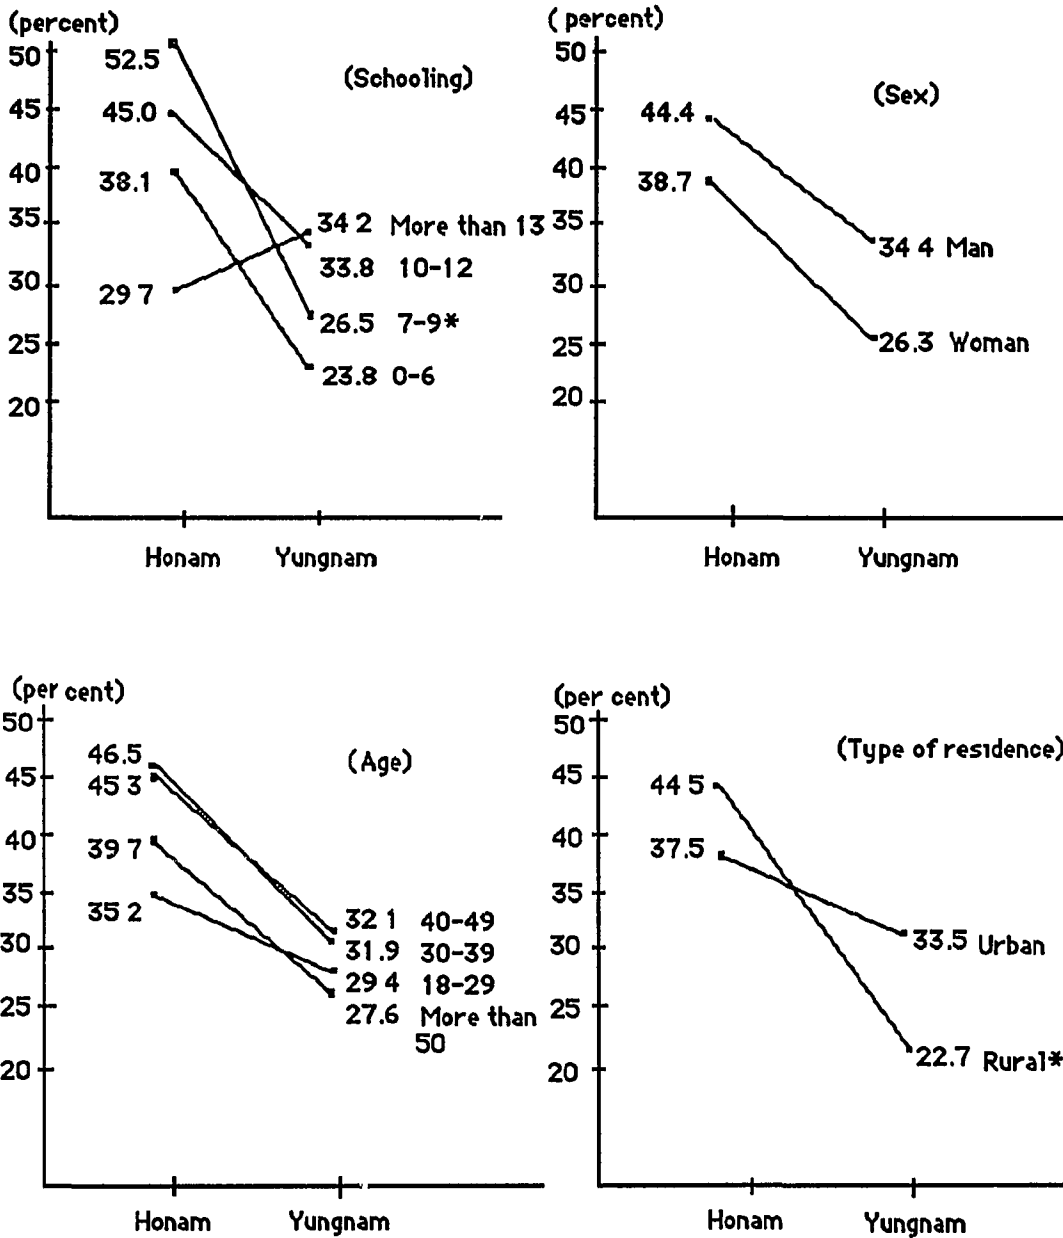 (percent)
50
52.5
(Schooling)
45
45.0
40
38.1
35
34 2 More than 13
33.8 10-12
30
29 7
26.5 7-9*
25
23.8 0-6
20
Honam Yungnam
( percent)
50
(Sex)
45
44.4
40
38.7
35
34 4 Man
30
25
26.3 Woman
20
Honam Yungnam
(per cent)
50
46.5
(Age)
45
45 3
40
39 7
35
35 2
32 1 40-49
30
31.9 30-39
29 4 18-29
25
27.6 More than
50
20
Honam Yungnam
(per cent)
50
(Type of residence)
45
44 5
40
37.5
35
30
33.5 Urban
25
22.7 Rural*
20
Honam Yungnam